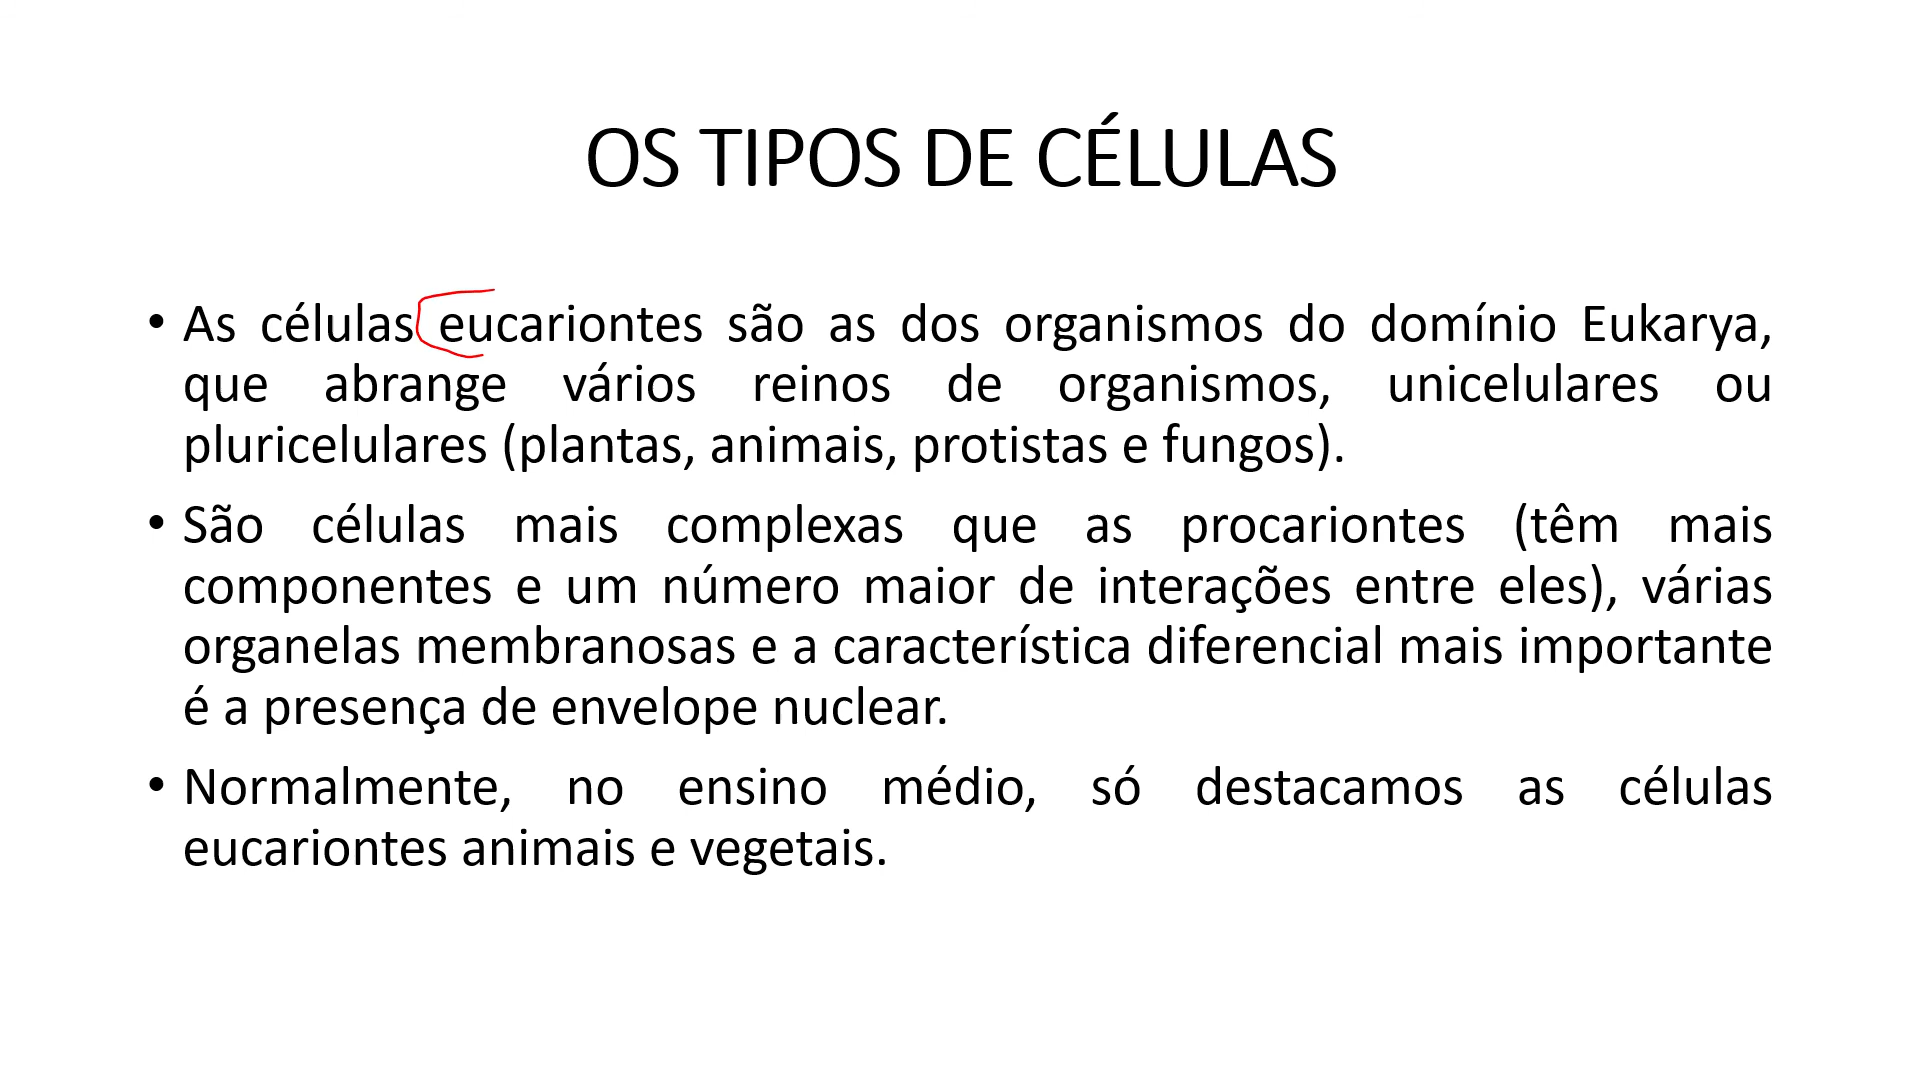 OS TIPOS DE CÉLULAS
• As células eucariontes são as dos organismos do domínio Eukarya,
que abrange vários reinos de organismos, unicelulares ou
pluricelulares (plantas, animais, protistas e fungos).
• São células mais complexas que as procariontes (têm mais
componentes e um número maior de interações entre eles), várias
organelas membranosas e a característica diferencial mais importante
é a presença de envelope nuclear.
• Normalmente, no ensino médio, só destacamos as células
eucariontes animais e vegetais.